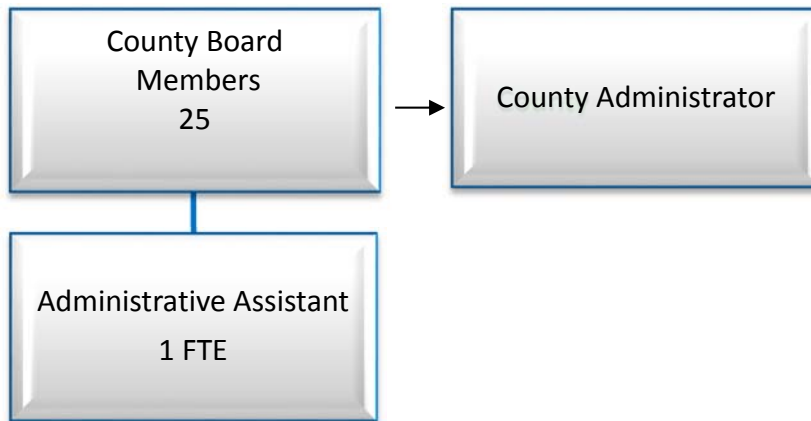 County Board
Members
25
County Administrator
Administrative Assistant
1 FTE